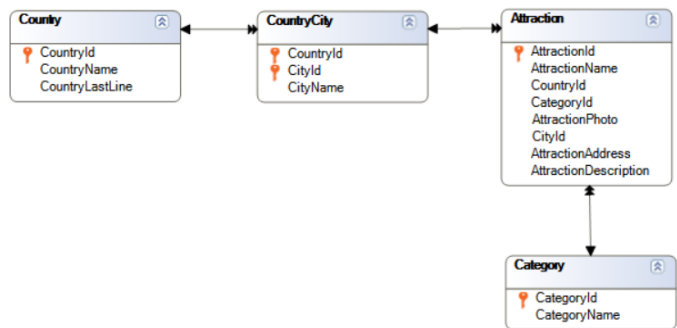 Country
CountryId
CountryName
CountryLastLine
CountryCity
CountryId
CityId
CityName
Attraction
AttractionId
AttractionName
CountryId
CategoryId
AttractionPhoto
CityId
AttractionAddress
AttractionDescription
Category
CategoryId
CategoryName